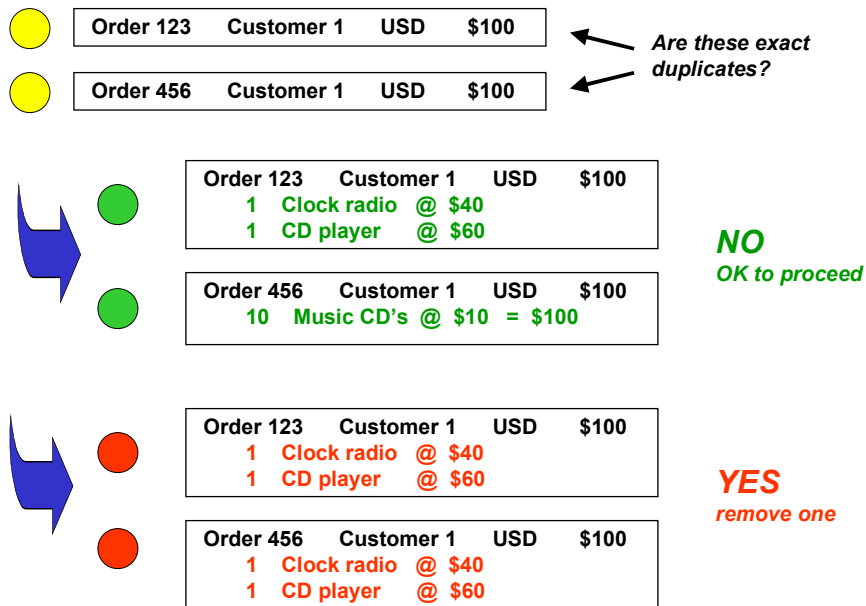 Order 123 Customer 1 USD $100
Are these exact
duplicates?
Order 456 Customer 1 USD $100
Order 123 Customer 1 USD $100
1 Clock radio @ $40
1 CD player @ $60
NO
OK to proceed
Order 456 Customer 1 USD $100
10 Music CD’s @ $10 = $100
Order 123 Customer 1 USD $100
1 Clock radio @ $40
1 CD player @ $60
YES
remove one
Order 456 Customer 1 USD $100
1 Clock radio @ $40
1 CD player @ $60